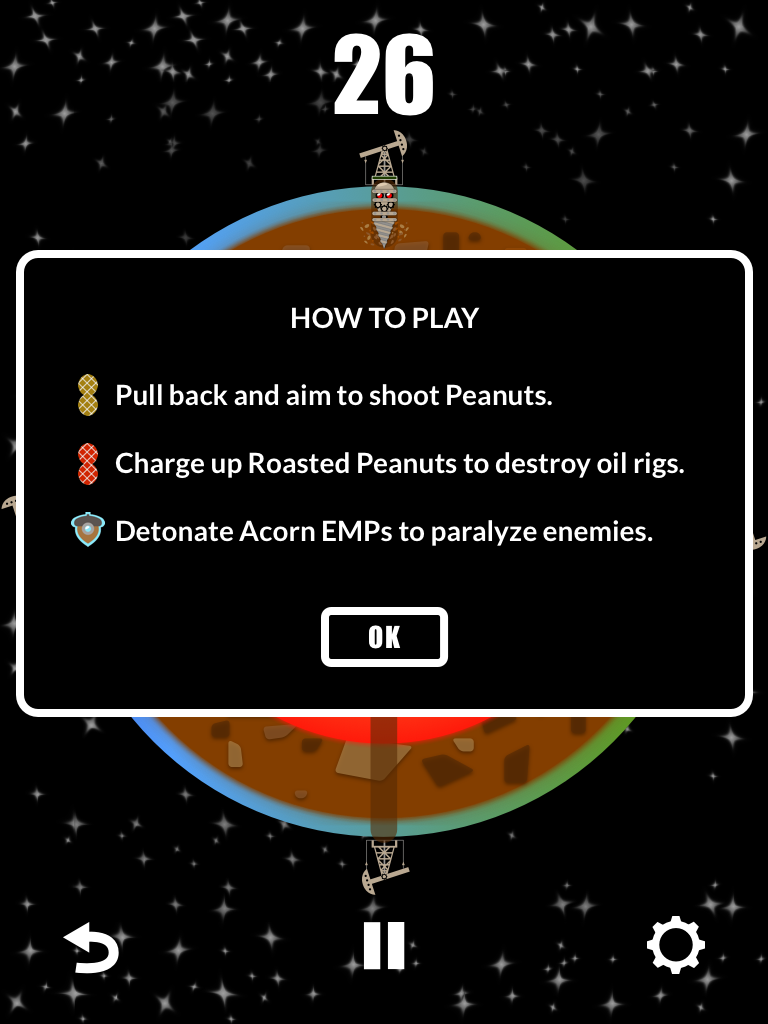 26
HOW TO PLAY
Pull back and aim to shoot Peanuts.
Charge up Roasted Peanuts to destroy oil rigs.
Detonate Acorn EMPs to paralyze enemies.
OK